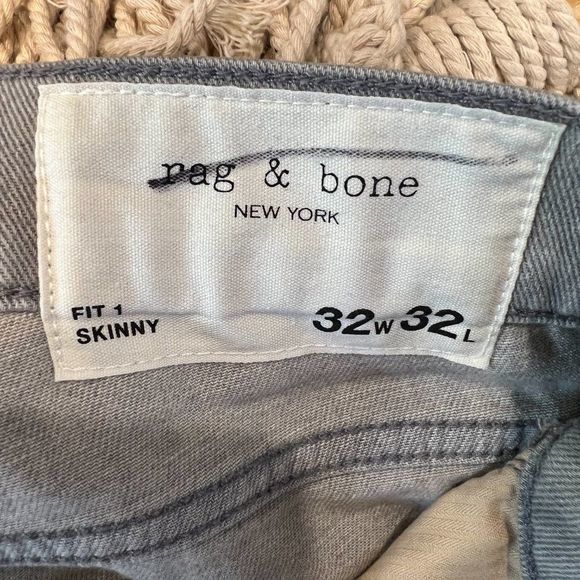 rag & bone
NEW YORK
FIT 1
SKINNY
32W 32L